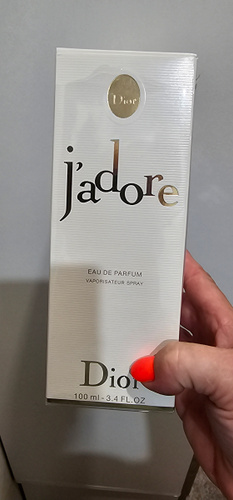 Dior
j'adore
EAU DE PARFUM
VAPORISATEUR SPRAY
Dior
100 ml - 3.4 FL.OZ